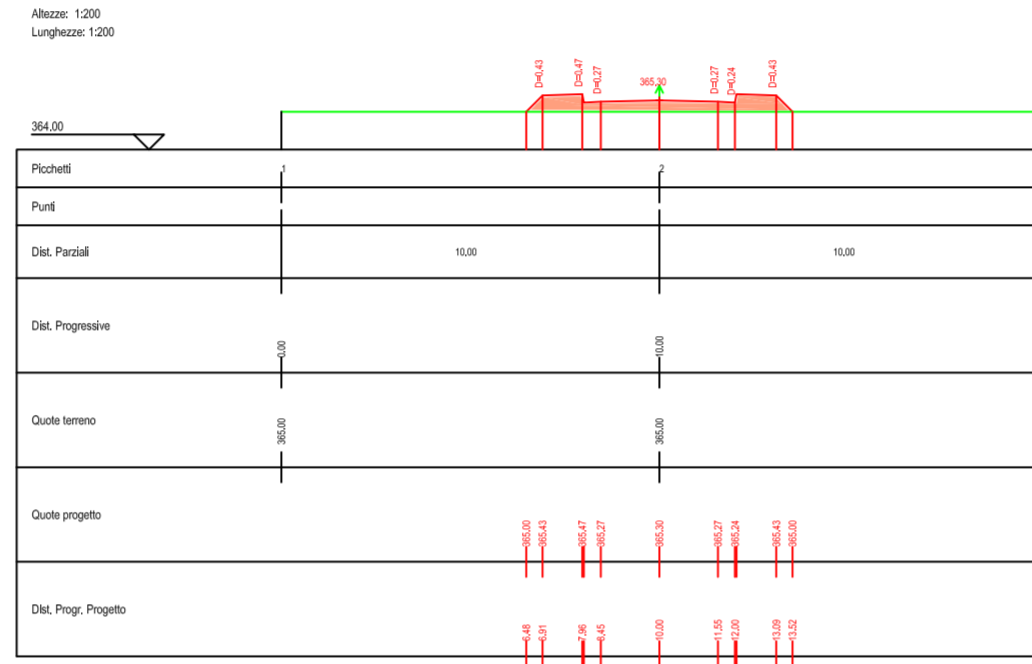 Altezze: 1:200
Lunghezze: 1:200
D=0,43
D=0,47
D=0,27
365,30
D=0,27
D=0,24
D=0,43
364.00
Picchetti
1
2
Punti
Dist. Parziali
10,00
10,00
Dist. Progressive
0.00
10.00
Quote terreno
365.00
365.00
Quote progetto
365,00
365,43
365,47
365,27
365,30
365,27
365,24
365,43
365,00
Dist. Progr. Progetto
6,48
6,91
7,96
8,45
10,00
11,55
12,00
13,09
13,52